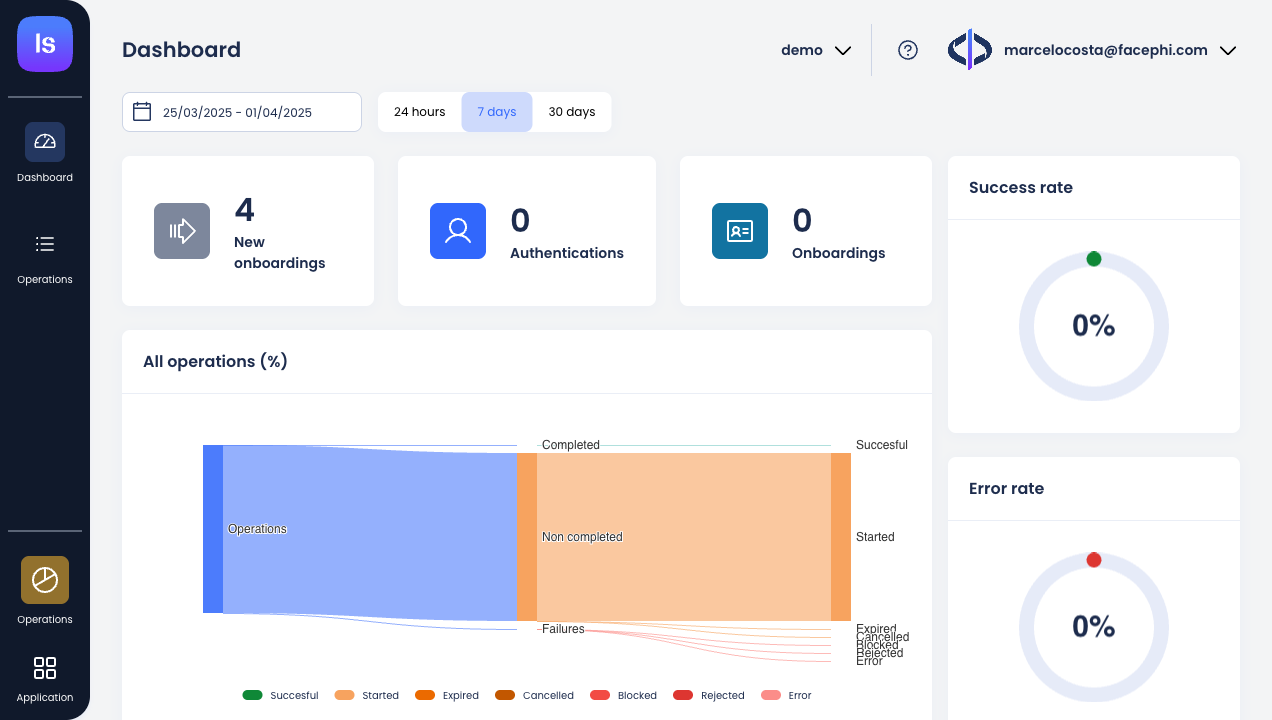 ls
Dashboard
Operations
Operations
Application
Dashboard
demo
marcelocosta@facephi.com
25/03/2025 - 01/04/2025
24 hours
7 days
30 days
4
New
onboardings
0
Authentications
0
Onboardings
Success rate
0%
All operations (%)
Operations
Completed
Non completed
Failures
Succesful
Started
Expired
Cancelled
Blocked
Rejected
Error
Succesful
Started
Expired
Cancelled
Blocked
Rejected
Error
Error rate
0%